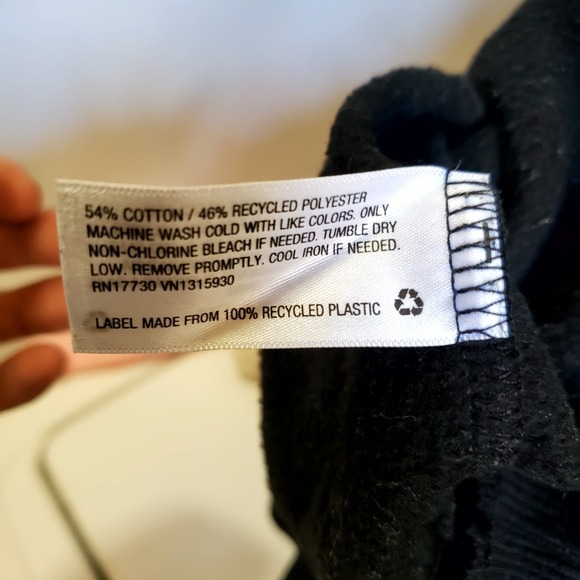 54% COTTON / 46% RECYCLED POLYESTER
MACHINE WASH COLD WITH LIKE COLORS. ONLY
NON-CHLORINE BLEACH IF NEEDED. TUMBLE DRY
LOW. REMOVE PROMPTLY. COOL IRON IF NEEDED.
RN17730 VN1315930
LABEL MADE FROM 100% RECYCLED PLASTIC